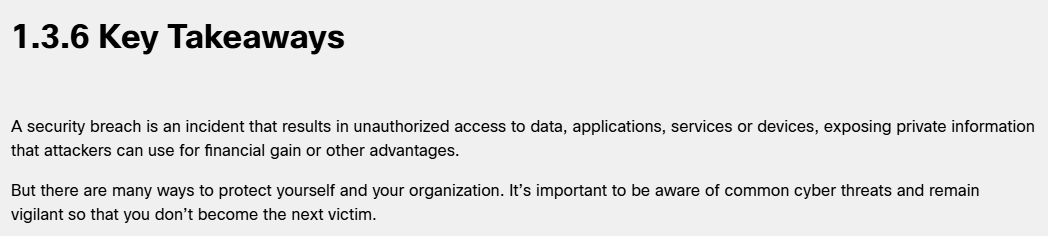 1.3.6 Key Takeaways
A security breach is an incident that results in unauthorized access to data, applications, services or devices, exposing private information
that attackers can use for financial gain or other advantages.
But there are many ways to protect yourself and your organization. It’s important to be aware of common cyber threats and remain
vigilant so that you don’t become the next victim.